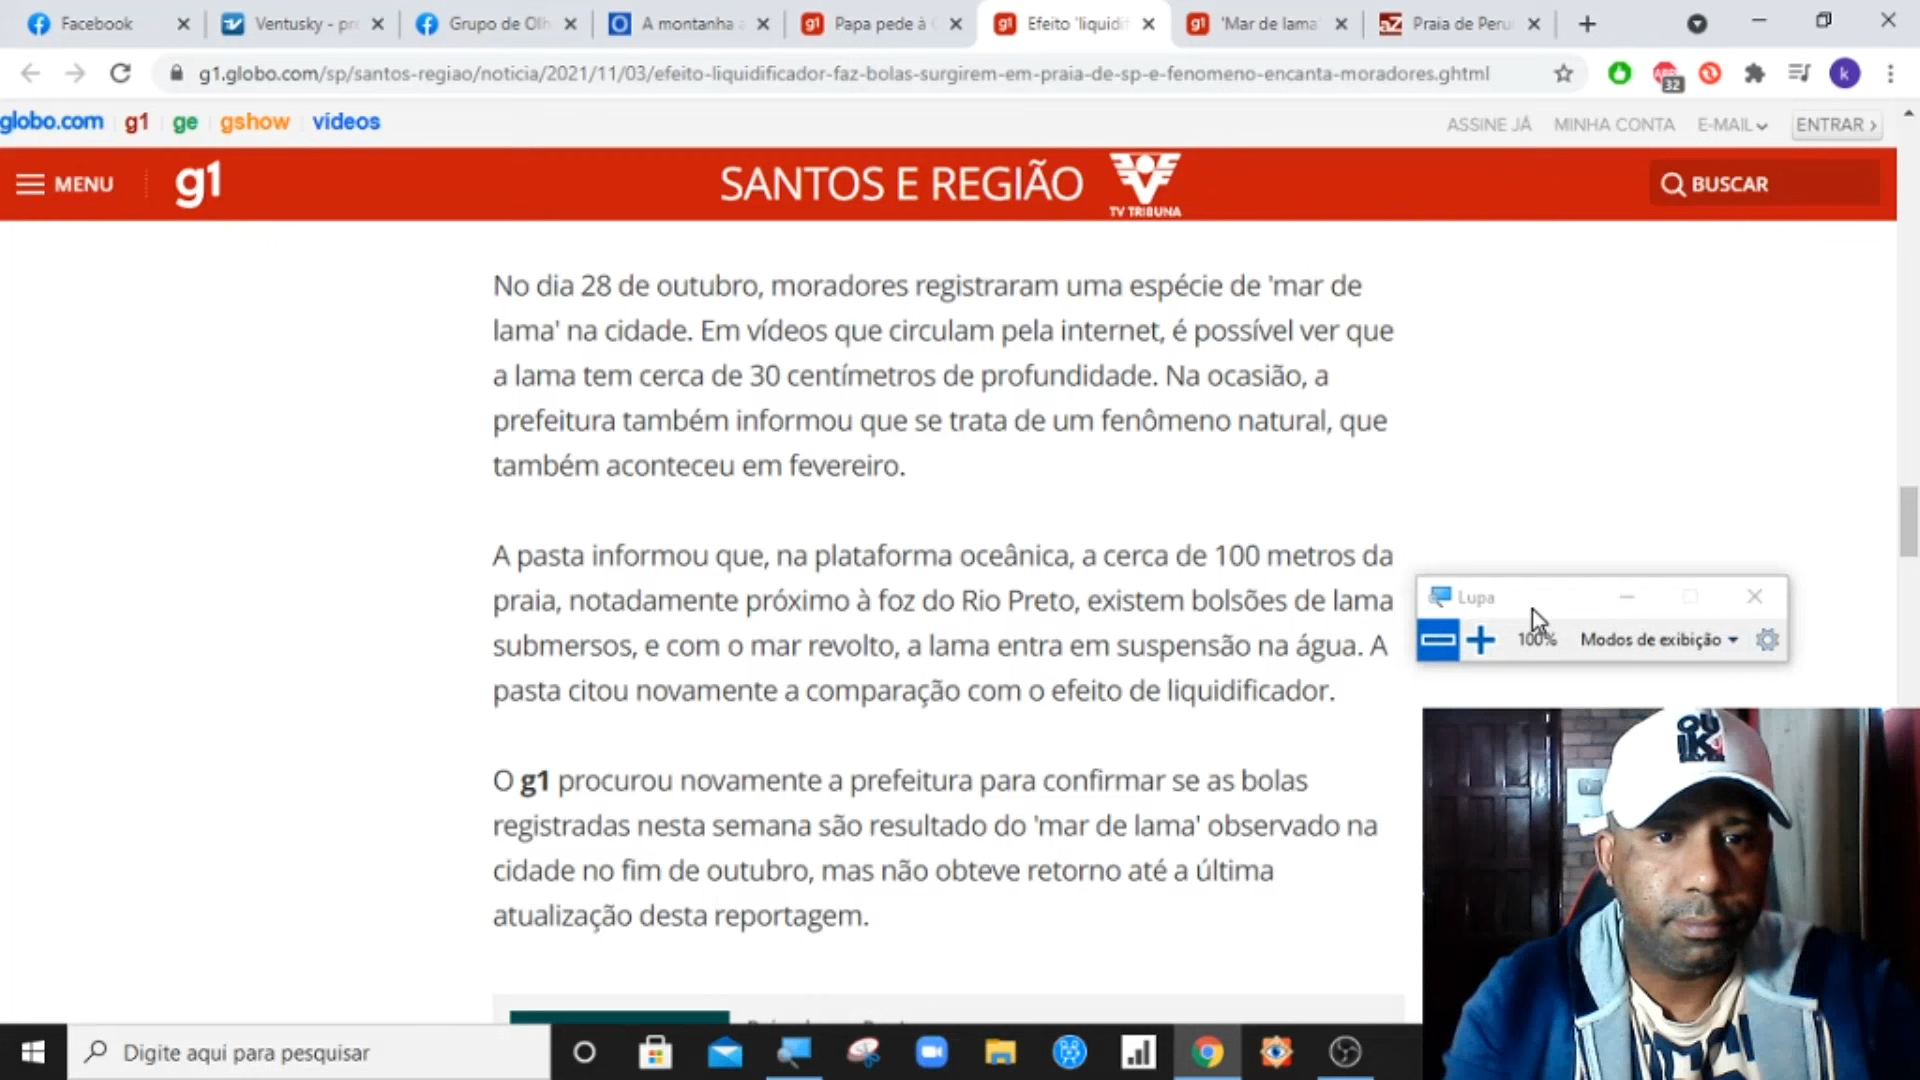 Facebook
Ventusky - pr
Grupo de Olh
A montanha a
Papa pede à C
Efeito 'liquidif
'Mar de lama'
Praia de Peru
g1.globo.com/sp/santos-regiao/noticia/2021/11/03/efeito-liquidificador-faz-bolas-surgirem-em-praia-de-sp-e-fenomeno-encanta-moradores.ghtml
32
k
globo.com g1 ge gshow vídeos
ASSINE JÁ MINHA CONTA E-MAIL ENTRAR
MENU g1
SANTOS E REGIÃO
TV TRIBUNA
BUSCAR
No dia 28 de outubro, moradores registraram uma espécie de 'mar de
lama' na cidade. Em vídeos que circulam pela internet, é possível ver que
a lama tem cerca de 30 centímetros de profundidade. Na ocasião, a
prefeitura também informou que se trata de um fenômeno natural, que
também aconteceu em fevereiro.
A pasta informou que, na plataforma oceânica, a cerca de 100 metros da
praia, notadamente próximo à foz do Rio Preto, existem bolsões de lama
submersos, e com o mar revolto, a lama entra em suspensão na água. A
pasta citou novamente a comparação com o efeito de liquidificador.
O g1 procurou novamente a prefeitura para confirmar se as bolas
registradas nesta semana são resultado do 'mar de lama' observado na
cidade no fim de outubro, mas não obteve retorno até a última
atualização desta reportagem.
Lupa
100% Modos de exibição
Digite aqui para pesquisar